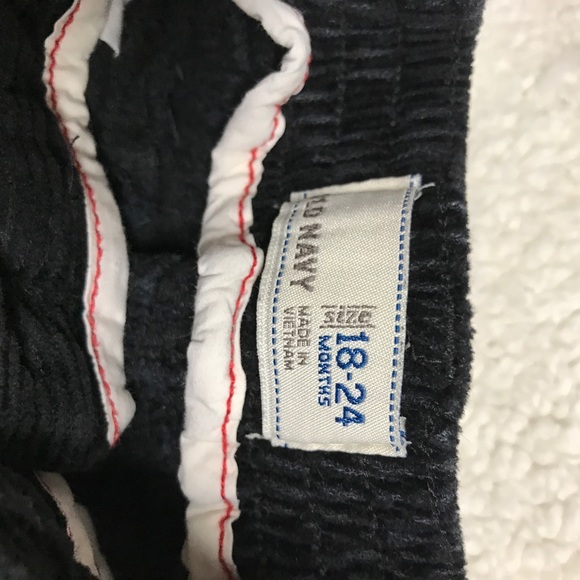 OLD NAVY
SIZE
18-24
MONTHS
MADE IN
VIETNAM